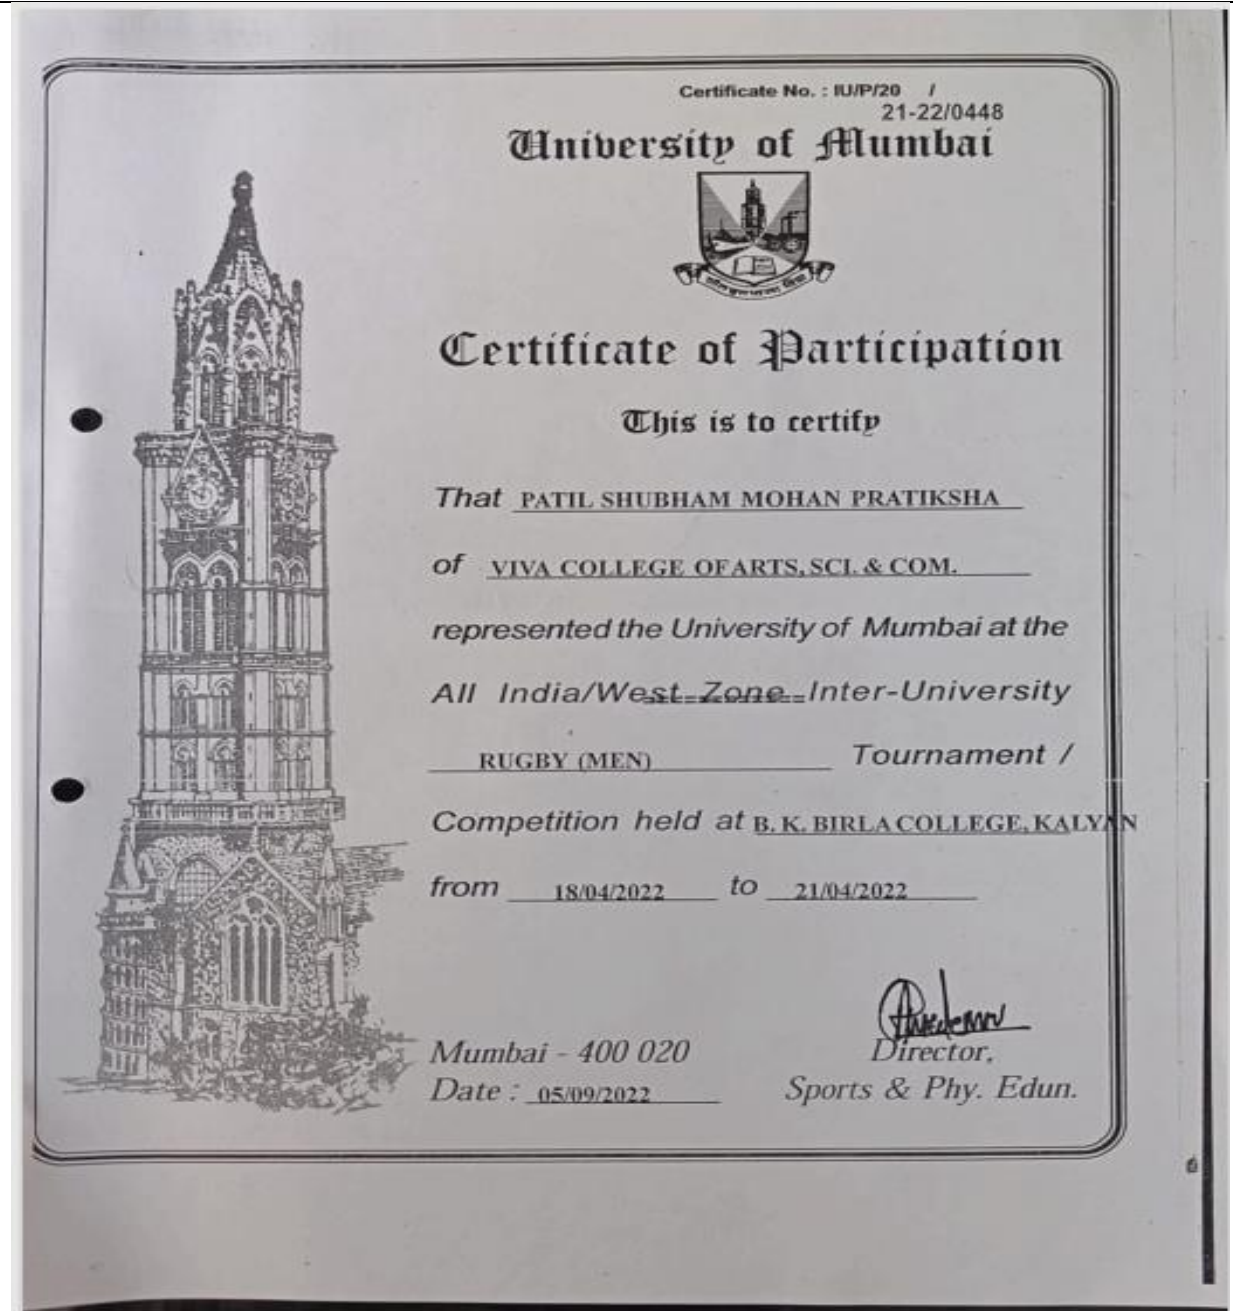 Certificate No. : IU/P/20 /
21-22/0448
University of Mumbai
Certificate of Participation
This is to certify
That PATIL SHUBHAM MOHAN PRATIKSHA
of VIVA COLLEGE OF ARTS, SCI. & COM.
represented the University of Mumbai at the
All India/West Zone Inter-University
RUGBY (MEN) Tournament /
Competition held at B. K. BIRLA COLLEGE, KALYAN
from 18/04/2022 to 21/04/2022
Mumbai - 400 020
Director,
Date : 05/09/2022
Sports & Phy. Edun.